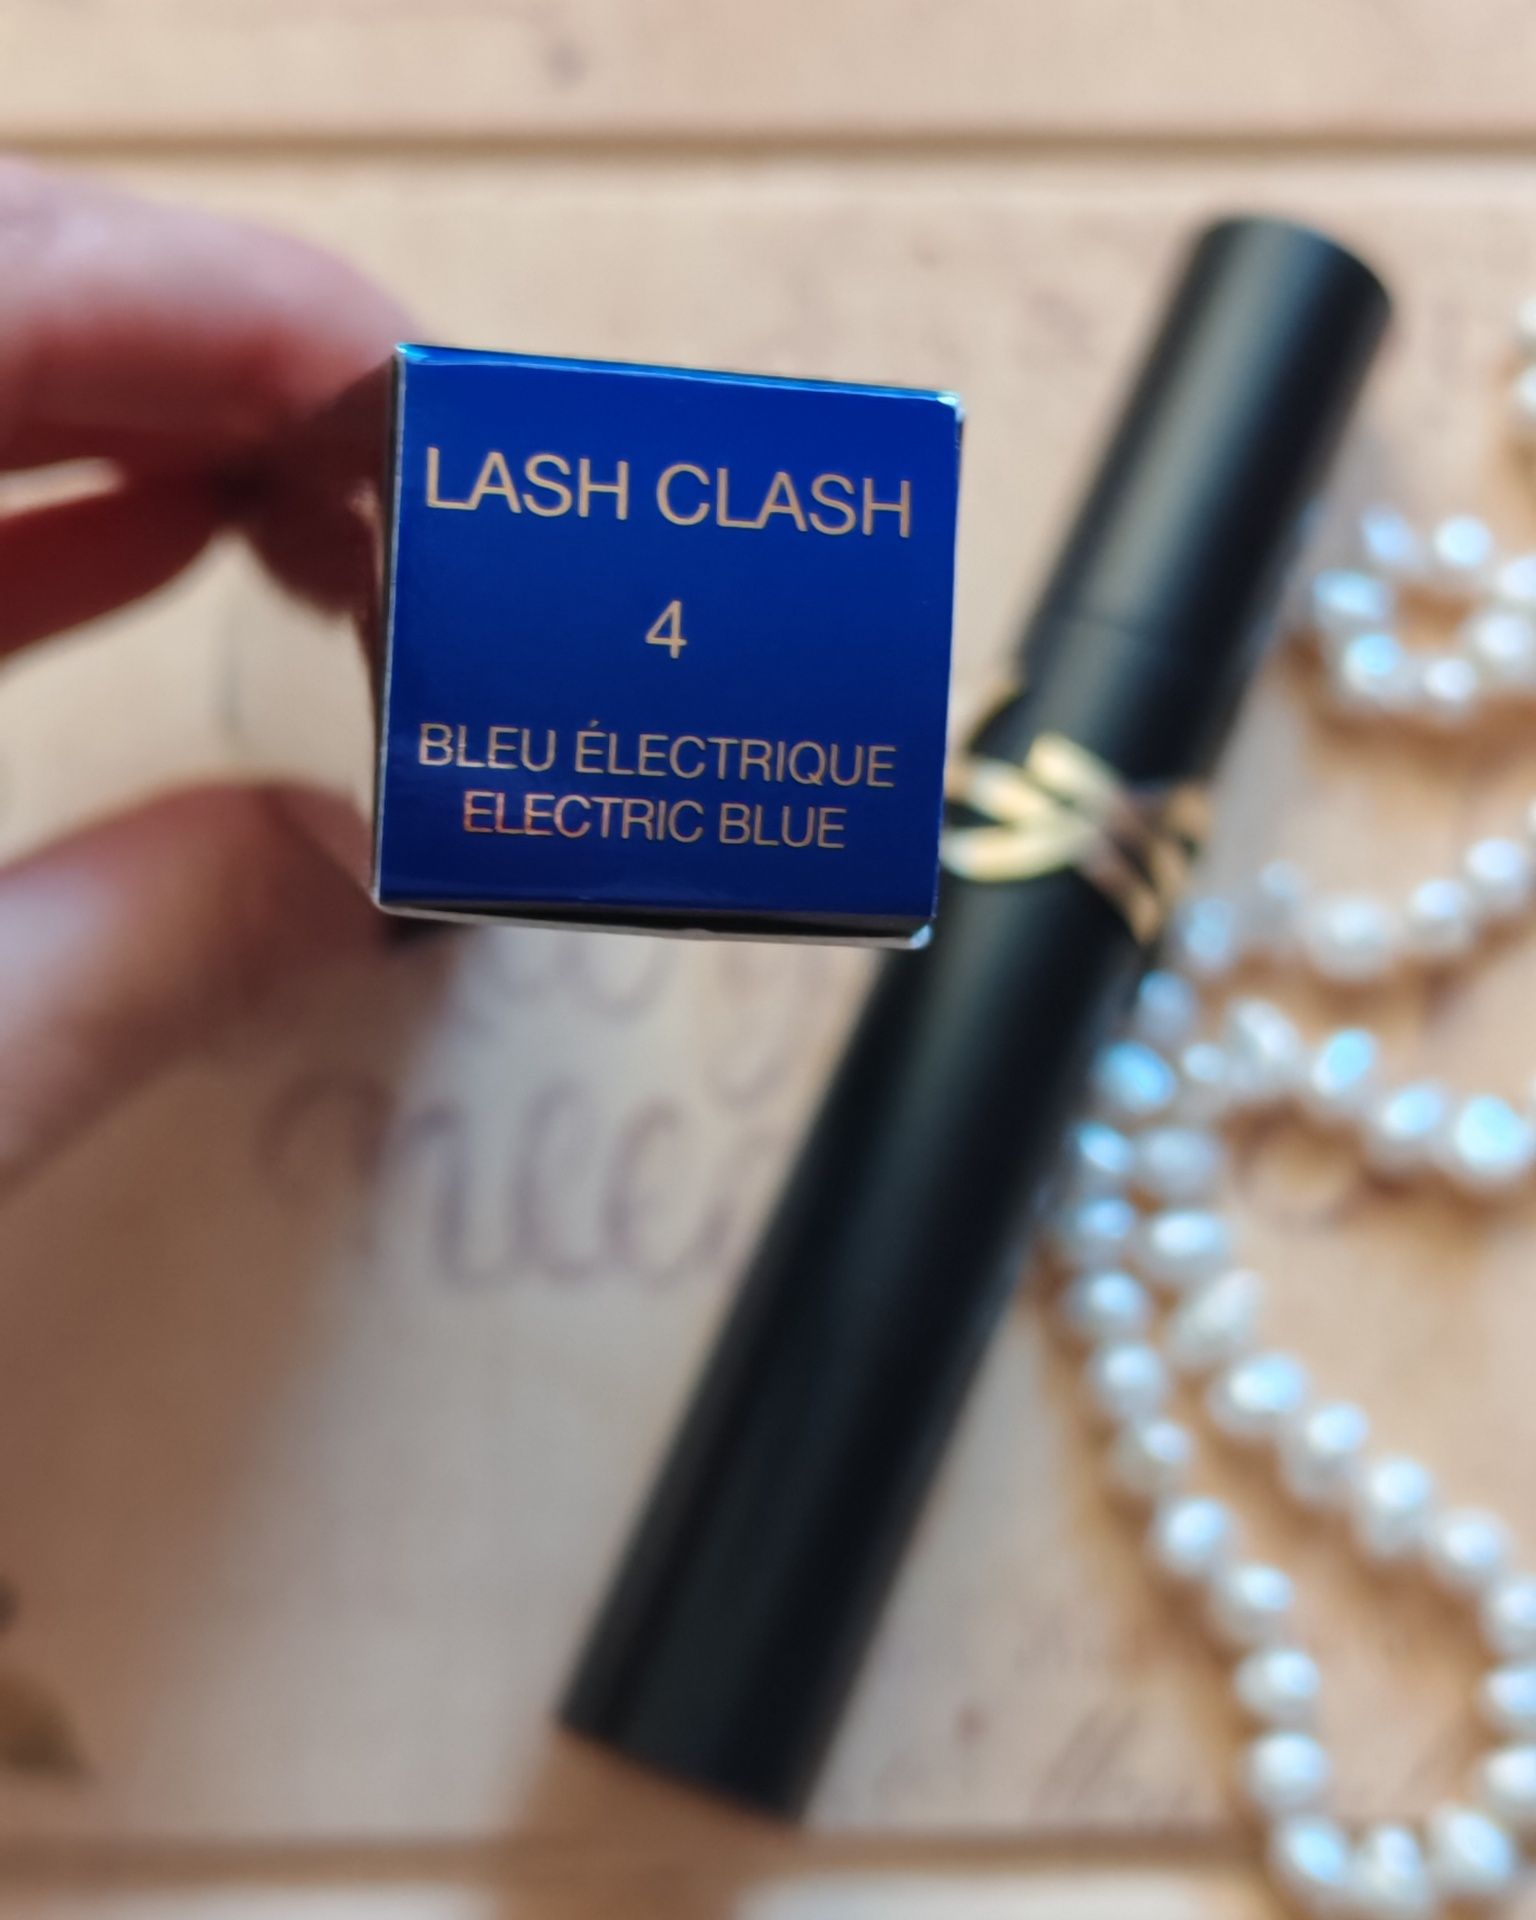 LASH CLASH
4
BLEU ÉLECTRIQUE
ELECTRIC BLUE